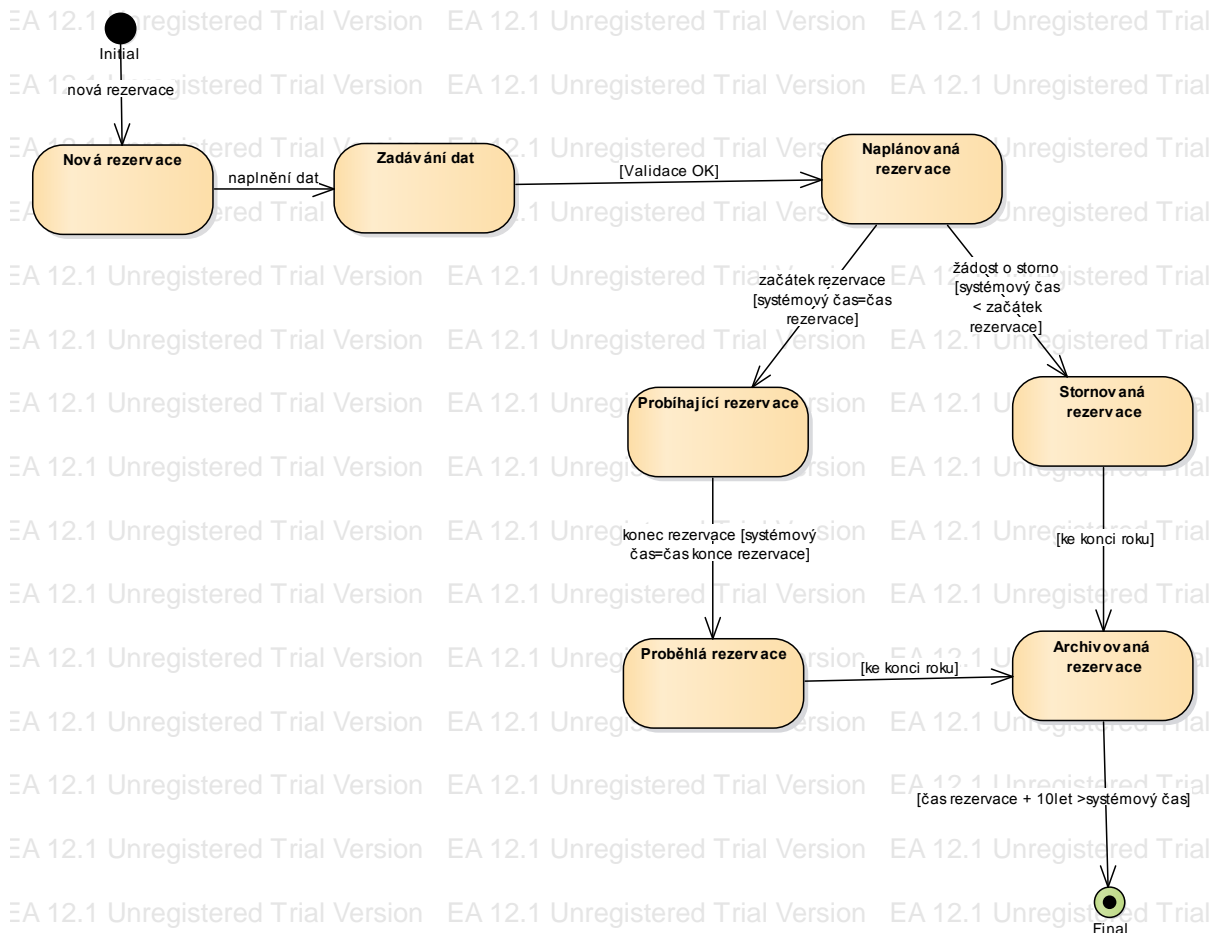 EA 12.1 Unregistered Trial Version
Initial
nová rezervace
Nová rezervace
naplnění dat
Zadávání dat
[Validace OK]
Naplánovaná
rezervace
začátek rezervace
[systémový čas=čas
rezervace]
žádost o storno
[systémový čas
< začátek
rezervace]
Probíhající rezervace
Stornovaná
rezervace
konec rezervace [systémový
čas=čas konce rezervace]
[ke konci roku]
Proběhlá rezervace
[ke konci roku]
Archivovaná
rezervace
[čas rezervace + 10let >systémový čas]
Final